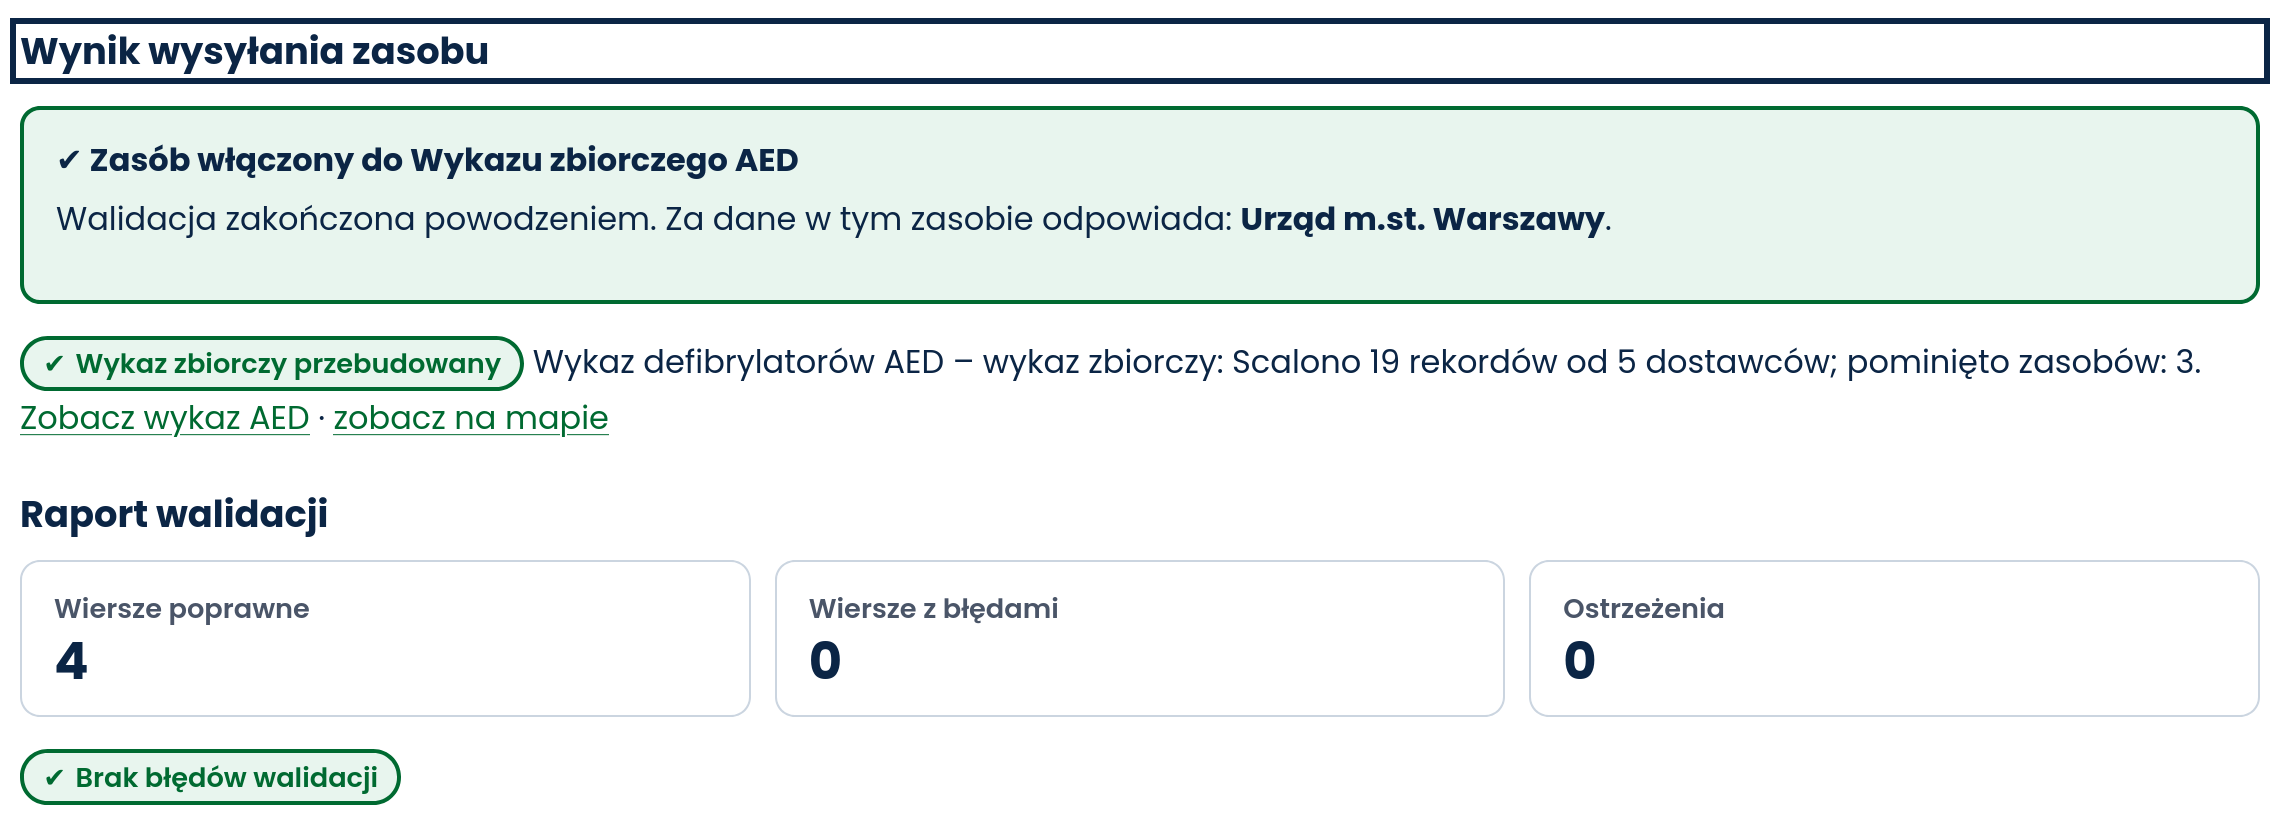 Wynik wysyłania zasobu
✔ Zasób włączony do Wykazu zbiorczego AED
Walidacja zakończona powodzeniem. Za dane w tym zasobie odpowiada: Urząd m.st. Warszawy.
✔ Wykaz zbiorczy przebudowany Wykaz defibrylatorów AED – wykaz zbiorczy: Scalono 19 rekordów od 5 dostawców; pominięto zasobów: 3.
Zobacz wykaz AED · zobacz na mapie
Raport walidacji
Wiersze poprawne
4
Wiersze z błędami
0
Ostrzeżenia
0
✔ Brak błędów walidacji